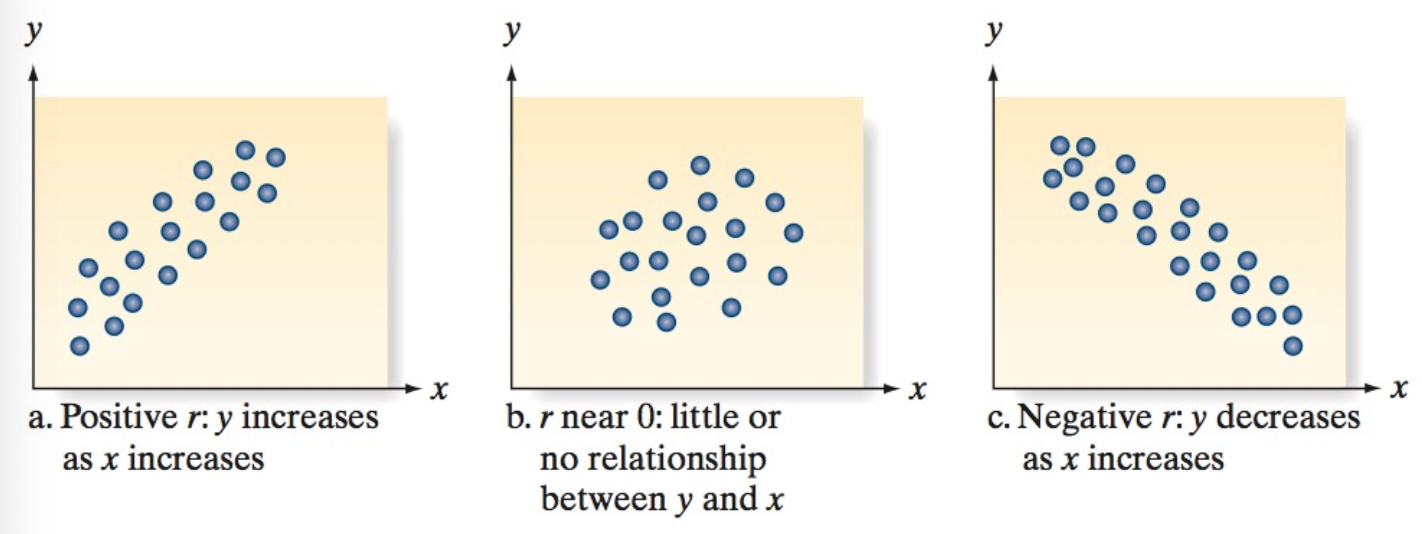 y
x
a. Positive r: y increases
as x increases
y
x
b. r near 0: little or
no relationship
between y and x
y
x
c. Negative r: y decreases
as x increases